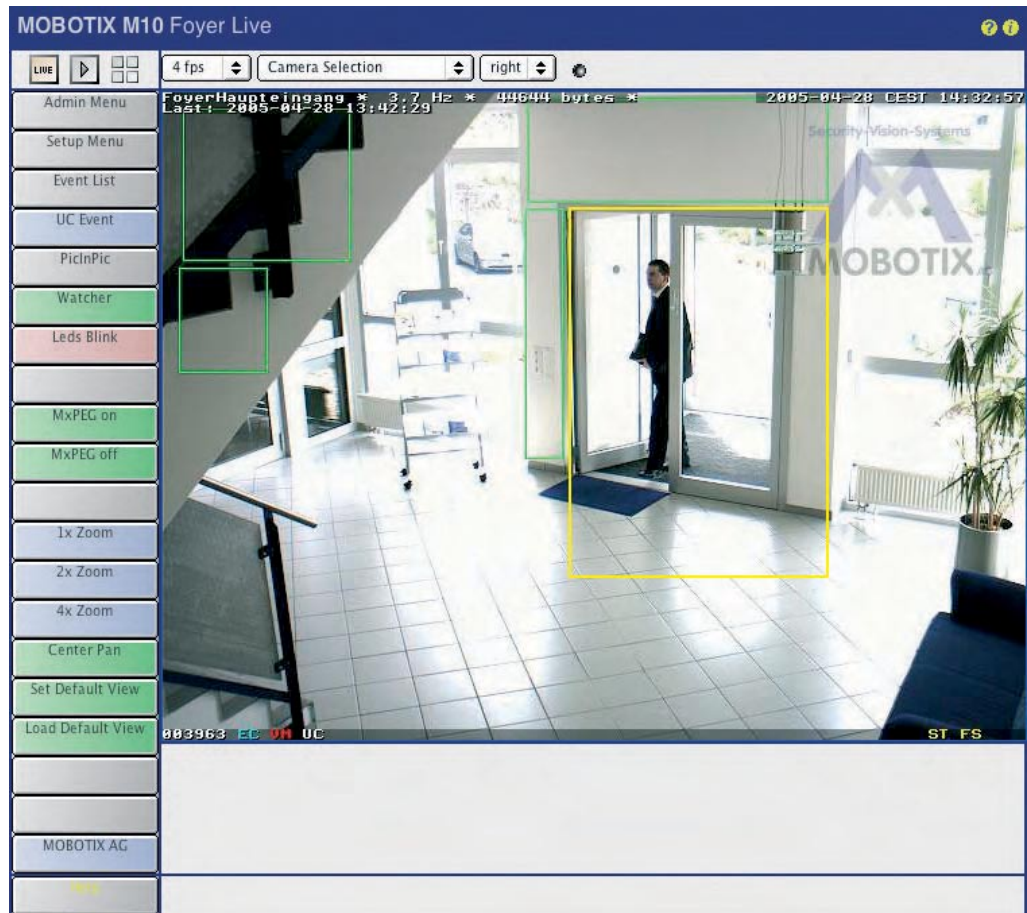 MOBOTIX M10 Foyer Live
LIVE
4 fps
Camera Selection
right
Admin Menu
Setup Menu
Event List
UC Event
PicInPic
Watcher
Leds Blink
MxPEG on
MxPEG off
1x Zoom
2x Zoom
4x Zoom
Center Pan
Set Default View
Load Default View
MOBOTIX AG
Help
FoyerHaupteingang * 3.7 Hz * 44644 bytes *
2005-04-28 CEST 14:32:57
Last: 2005-04-28 13:42:29
Security-Vision-Systems
MOBOTIX
003963 EC VM UC
ST FS